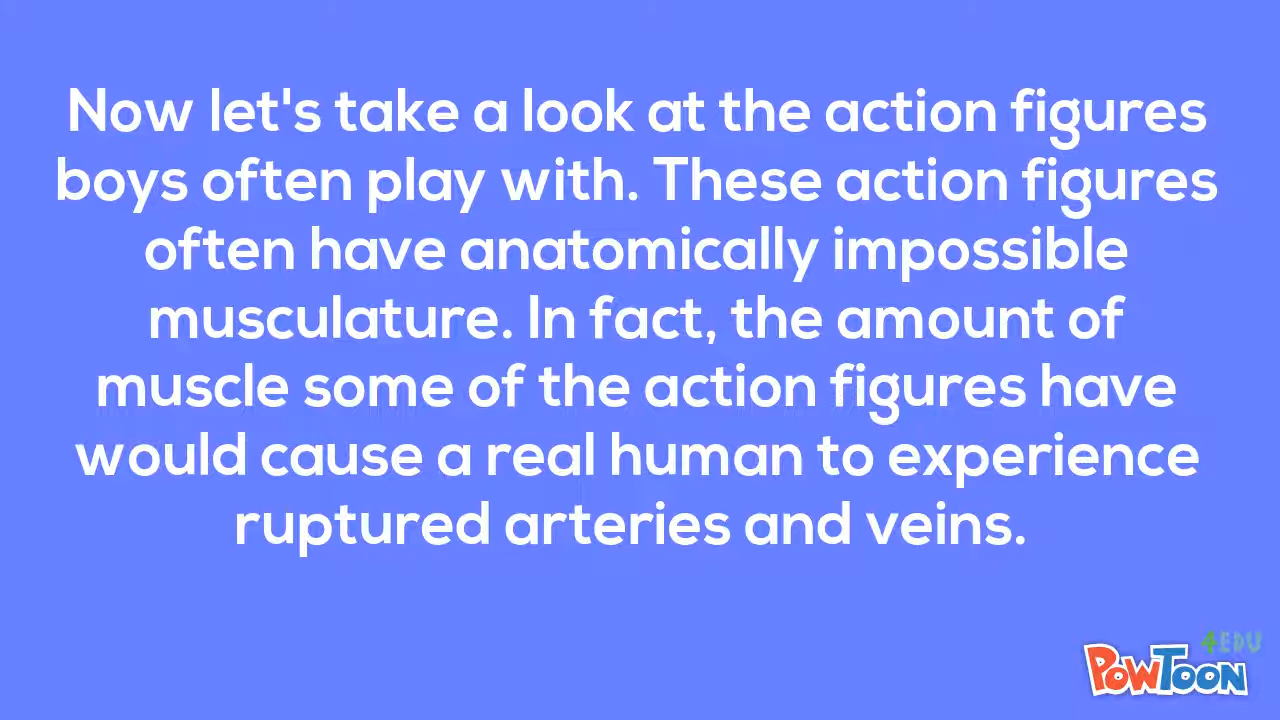 Now let's take a look at the action figures
boys often play with. These action figures
often have anatomically impossible
musculature. In fact, the amount of
muscle some of the action figures have
would cause a real human to experience
ruptured arteries and veins.
4EDU
POWTOON